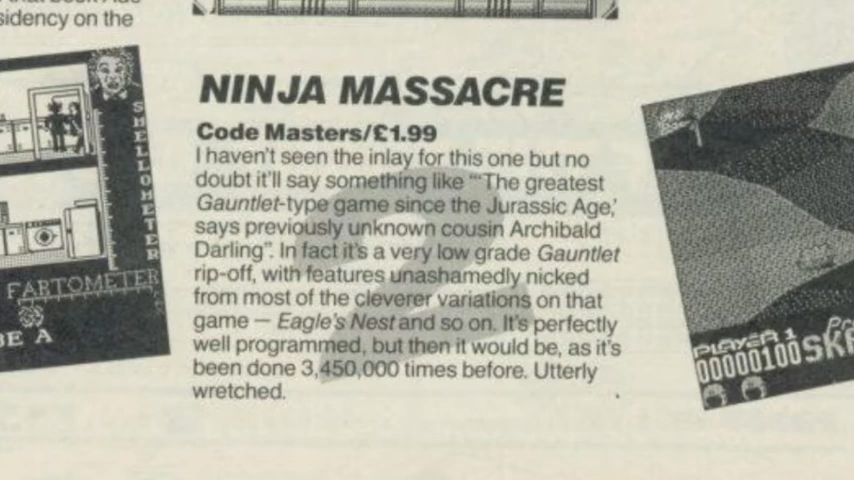 sidency on the
SMELLOMETER
FARTOMETER
BE A
NINJA MASSACRE
Code Masters/£1.99
I haven't seen the inlay for this one but no
doubt it'll say something like "'The greatest
Gauntlet-type game since the Jurassic Age,'
says previously unknown cousin Archibald
Darling". In fact it's a very low grade Gauntlet
rip-off, with features unashamedly nicked
from most of the cleverer variations on that
game — Eagle's Nest and so on. It's perfectly
well programmed, but then it would be, as it's
been done 3,450,000 times before. Utterly
wretched.
2
PLAYER 1
00000100